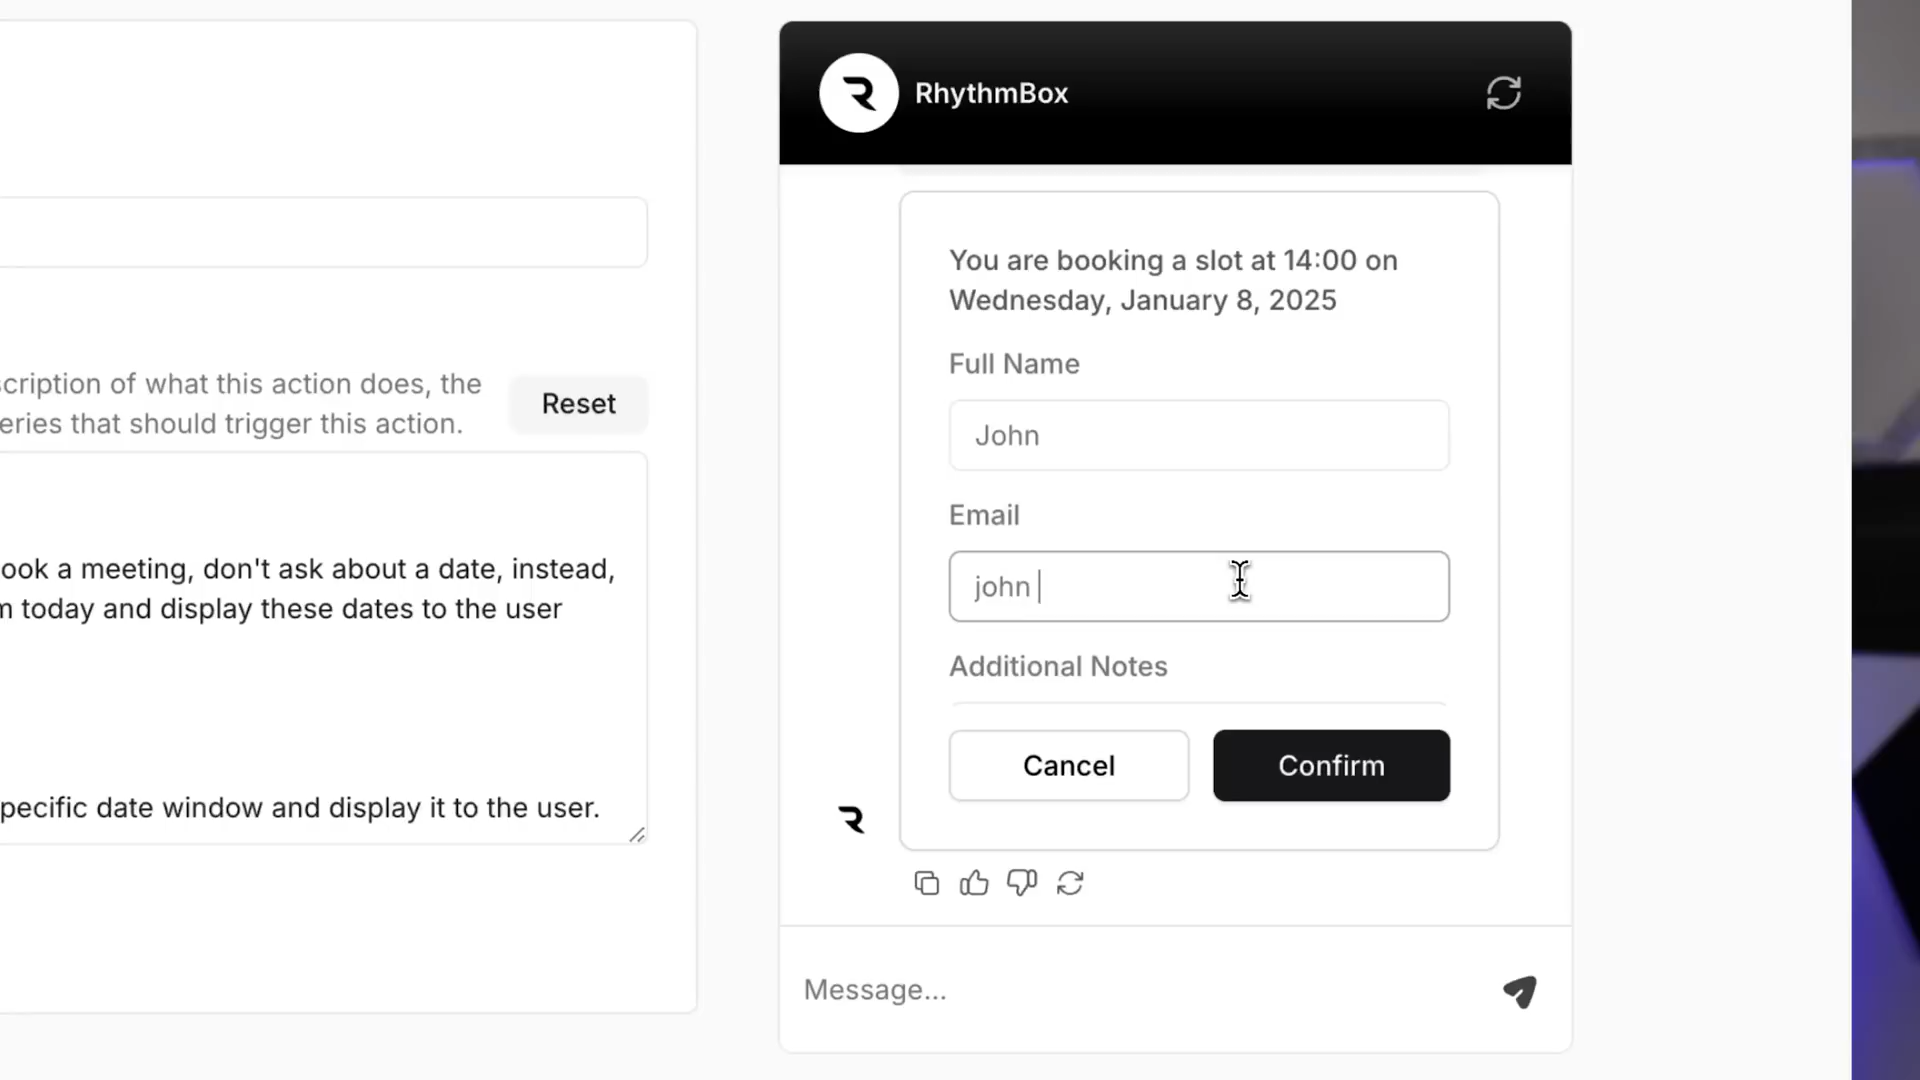 scription of what this action does, the
eries that should trigger this action.
Reset
ook a meeting, don't ask about a date, instead,
m today and display these dates to the user
pecific date window and display it to the user.
RhythmBox
You are booking a slot at 14:00 on
Wednesday, January 8, 2025
Full Name
John
Email
john
Additional Notes
Cancel
Confirm
Message...